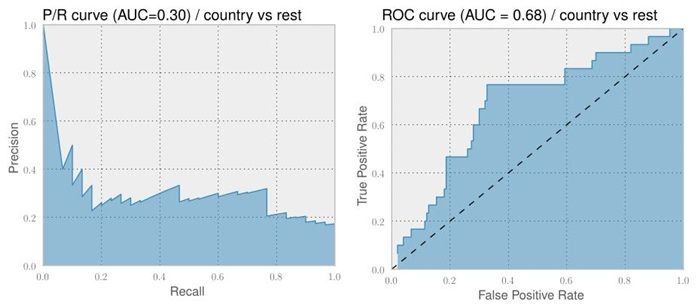 P/R curve (AUC=0.30) / country vs rest
1.0
0.8
0.6
0.4
0.2
0.0
Precision
0.0 0.2 0.4 0.6 0.8 1.0
Recall
ROC curve (AUC = 0.68) / country vs rest
1.0
0.8
0.6
0.4
0.2
0.0
True Positive Rate
0.0 0.2 0.4 0.6 0.8 1.0
False Positive Rate